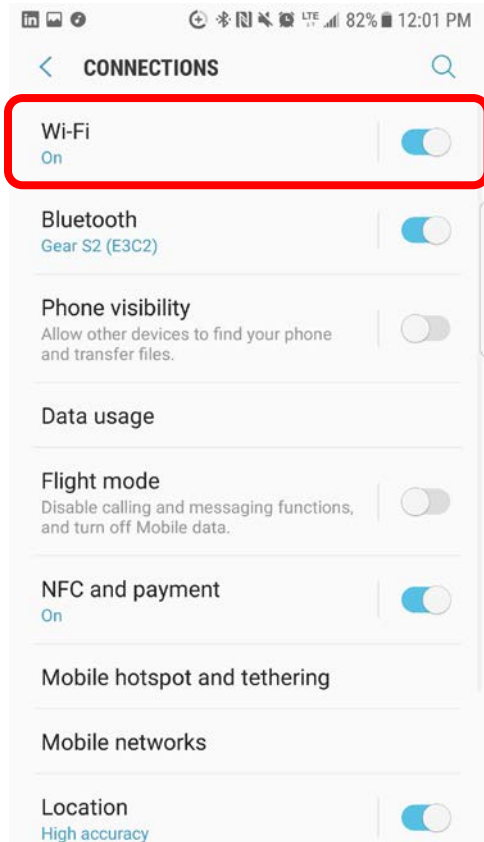 in LTE 82% 12:01 PM
CONNECTIONS
Wi-Fi
On
Bluetooth
Gear S2 (E3C2)
Phone visibility
Allow other devices to find your phone
and transfer files.
Data usage
Flight mode
Disable calling and messaging functions,
and turn off Mobile data.
NFC and payment
On
Mobile hotspot and tethering
Mobile networks
Location
High accuracy